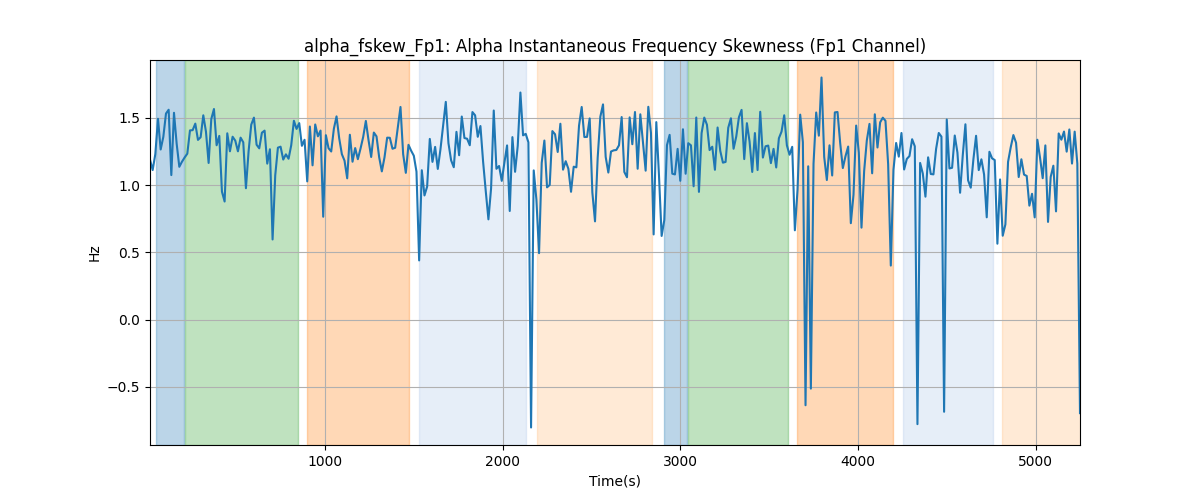 alpha_fskew_Fp1: Alpha Instantaneous Frequency Skewness (Fp1 Channel)
Hz
1.5
1.0
0.5
0.0
−0.5
1000 2000 3000 4000 5000
Time(s)